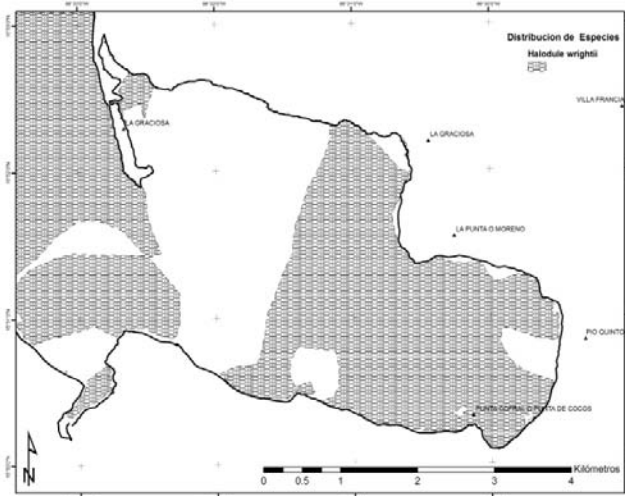 Distribucion de Especies
Halodule wrightii
VILLA FRANCIA
LA GRACIOSA
LA GRACIOSA
LA PUNTA O MORENO
PIO QUINTO
PUNTA COFRAL O PUNTA DE COCOS
Kilómetros
0 0.5 1 2 3 4
N